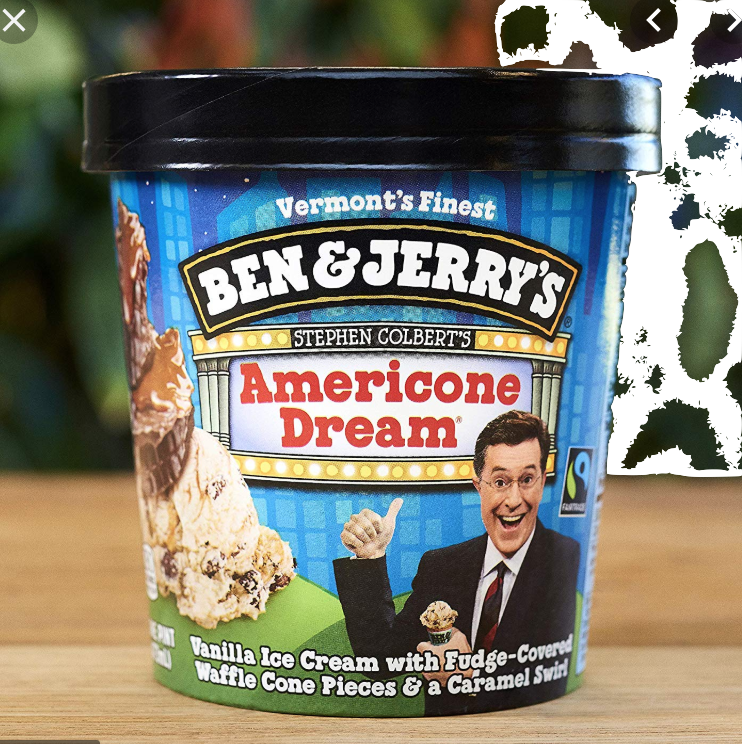 Vermont's Finest
BEN & JERRY'S
STEPHEN COLBERT'S
Americone
Dream®
FAIRTRADE
Vanilla Ice Cream with Fudge-Covered
Waffle Cone Pieces & a Caramel Swirl